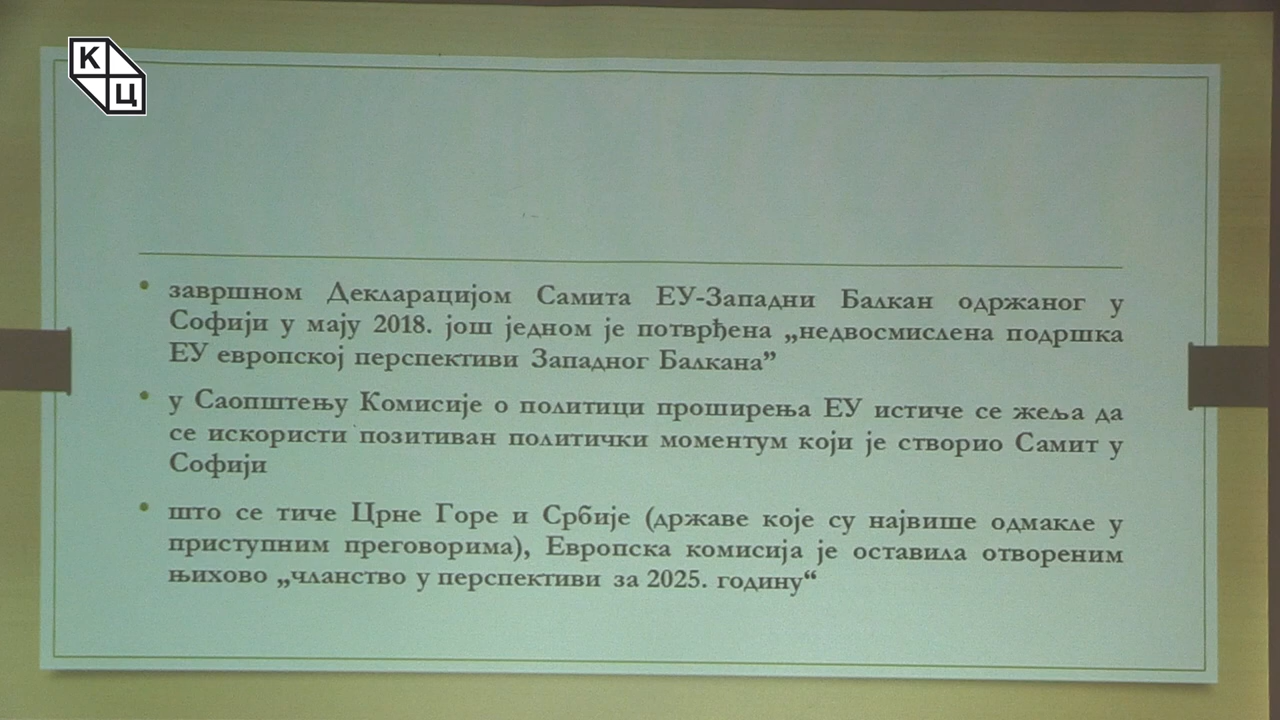 К
Ц
• завршном Декларацијом Самита ЕУ-Западни Балкан одржаног у
Софији у мају 2018. још једном је потврђена „недвосмислена подршка
ЕУ европској перспективи Западног Балкана”
• у Саопштењу Комисије о политици проширења ЕУ истиче се жеља да
се искористи позитиван политички моментум који је створио Самит у
Софији
• што се тиче Црне Горе и Србије (државе које су највише одмакле у
приступним преговорима), Европска комисија је оставила отвореним
њихово „чланство у перспективи за 2025. годину“